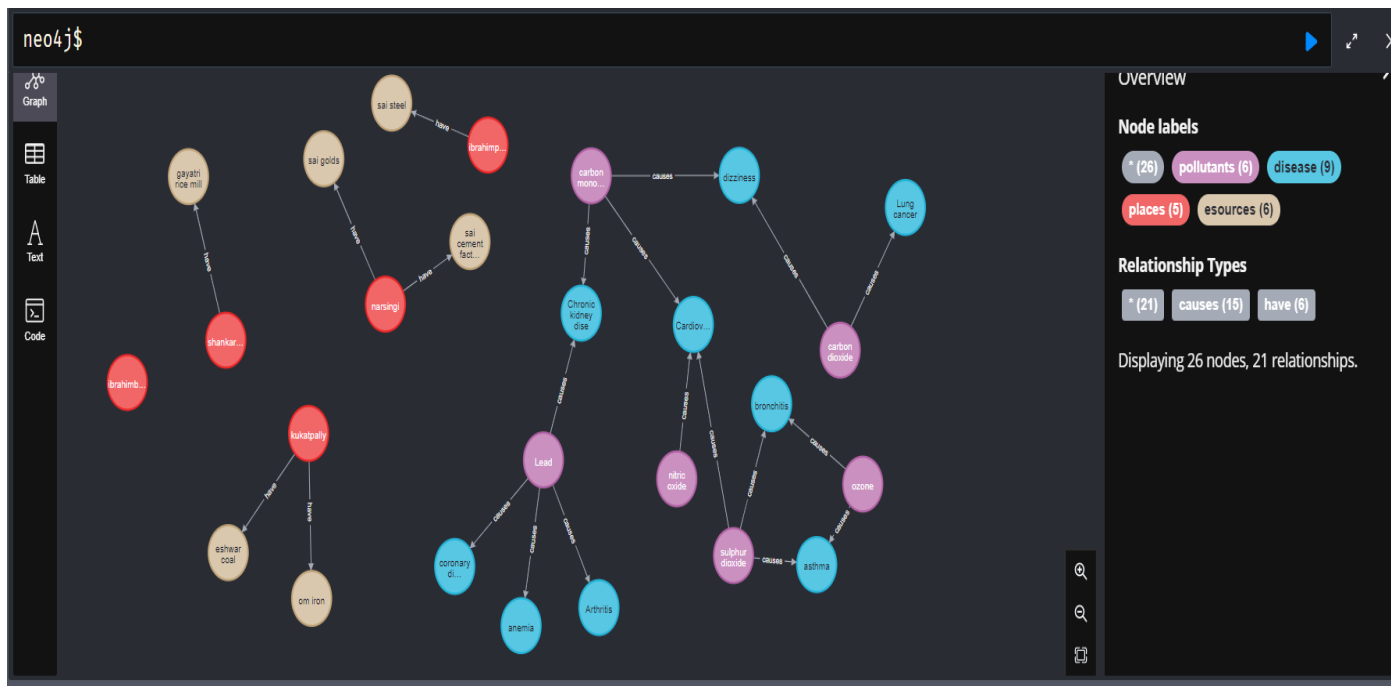 neo4j$
Graph
Table
Text
Code
sai steel
have
ibrahimp...
gayatri
rice mill
sai golds
have
have
sai
cement
fact...
have
narsingi
shankar...
ibrahimb...
kukatpally
have
have
eshwar
coal
om iron
carbon
mono...
causes
dizziness
Lung
cancer
causes
causes
causes
causes
Chronic
kidney
dise
Cardiov...
carbon
dioxide
causes
causes
bronchitis
causes
causes
causes
Lead
nitric
oxide
ozone
causes
causes
causes
causes
coronary
di...
sulphur
dioxide
causes
asthma
anemia
Arthritis
Overview
Node labels
* (26) pollutants (6) disease (9)
places (5) esources (6)
Relationship Types
* (21) causes (15) have (6)
Displaying 26 nodes, 21 relationships.